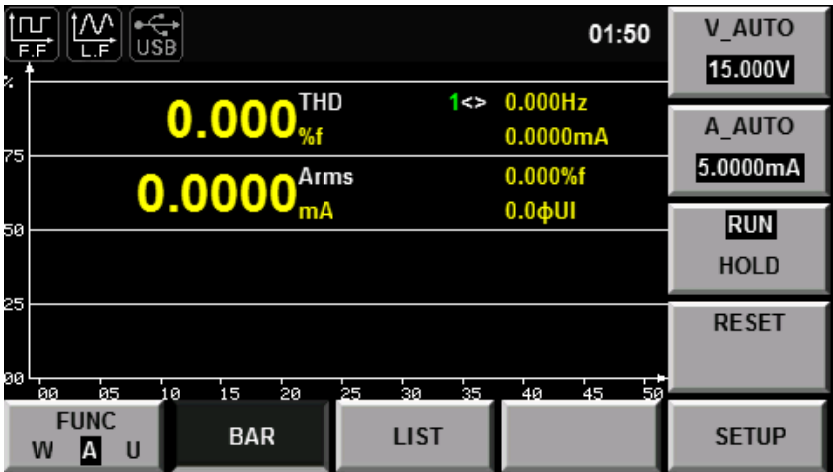 F.F L.F USB 01:50 V_AUTO
15.000V
%
0.000 THD %f 1<> 0.000Hz
0.0000mA
A_AUTO
5.0000mA
75
0.0000 Arms mA 0.000%f
0.0ϕUI
50
RUN
HOLD
25
RESET
00
00 05 10 15 20 25 30 35 40 45 50
FUNC
W A U
BAR
LIST
SETUP